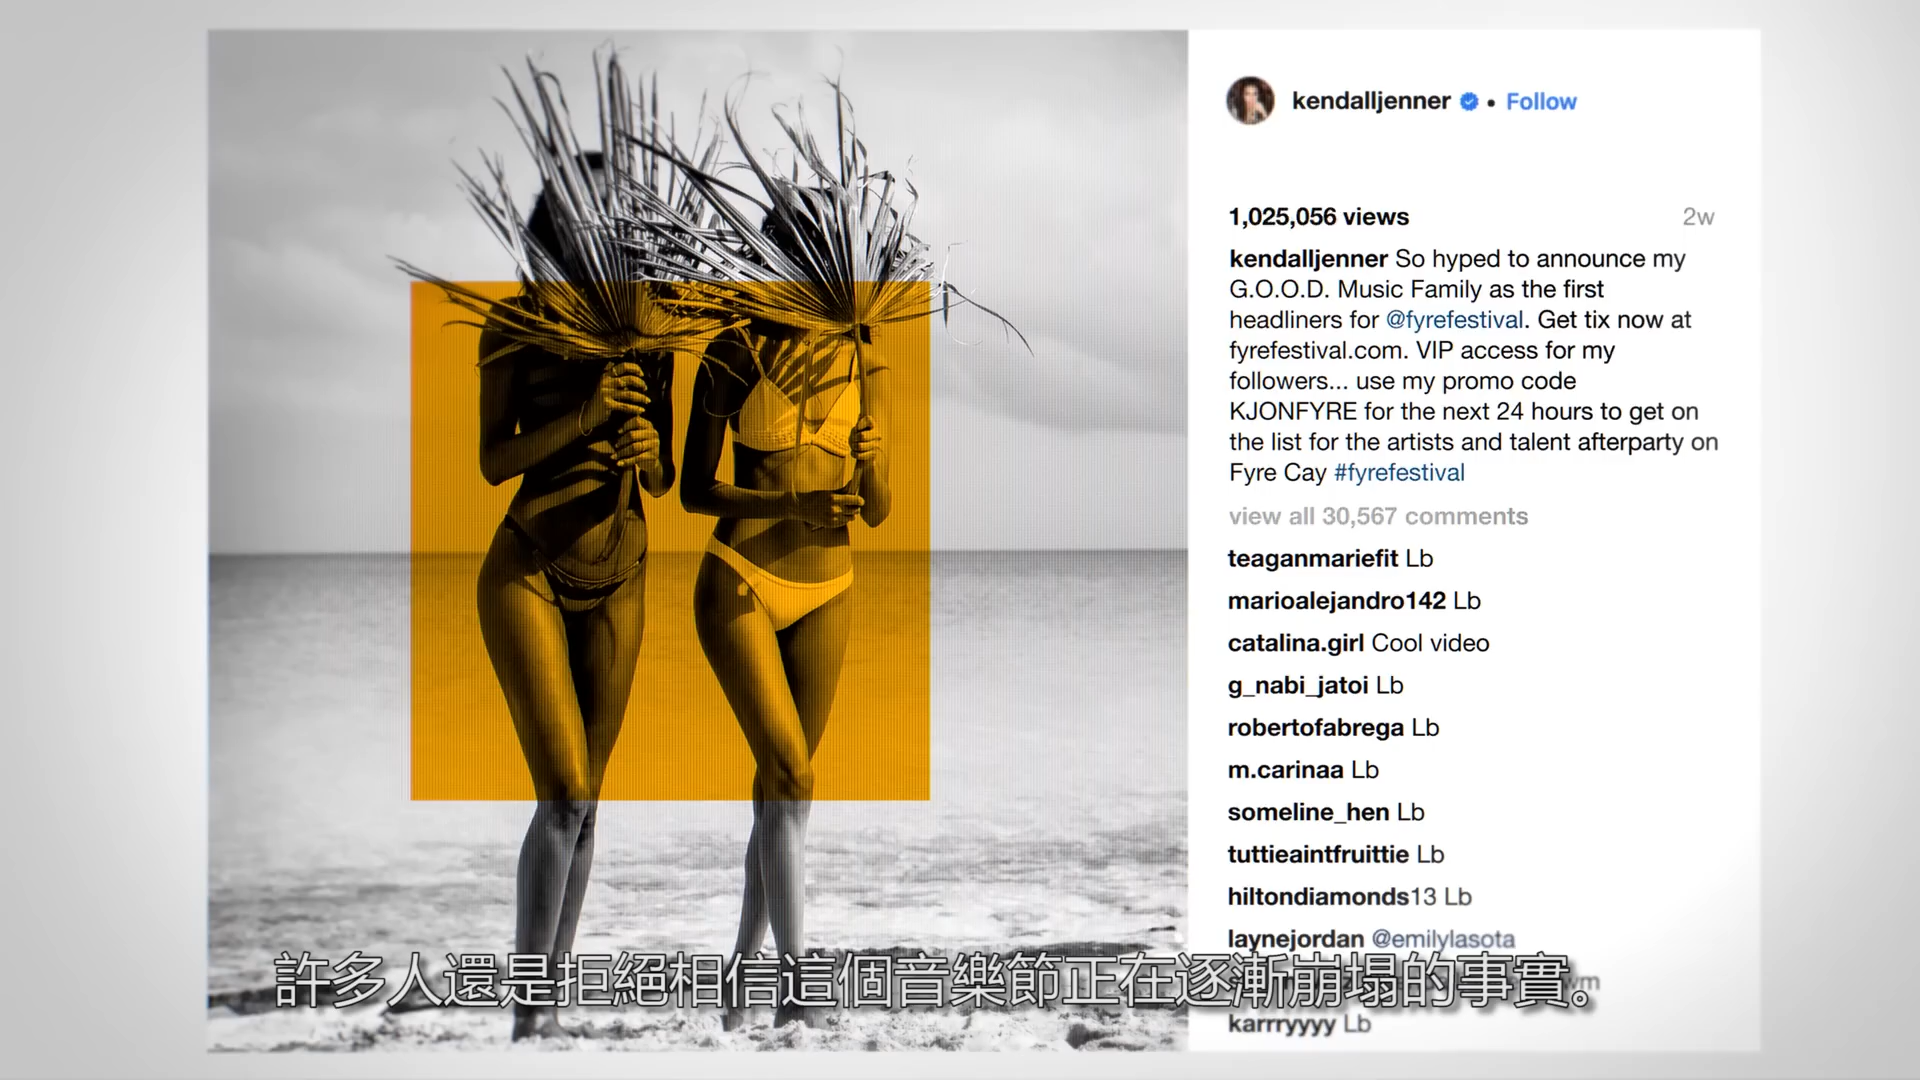 kendalljenner • Follow
1,025,056 views 2w
kendalljenner So hyped to announce my
G.O.O.D. Music Family as the first
headliners for @fyrefestival. Get tix now at
fyrefestival.com. VIP access for my
followers... use my promo code
KJONFYRE for the next 24 hours to get on
the list for the artists and talent afterparty on
Fyre Cay #fyrefestival
view all 30,567 comments
teaganmariefit Lb
marioalejandro142 Lb
catalina.girl Cool video
g_nabi_jatoi Lb
robertofabrega Lb
m.carinaa Lb
someline_hen Lb
tuttieaintfruittie Lb
hiltondiamonds13 Lb
laynejordan @emilylasota
許多人還是拒絕相信這個音樂節正在逐漸崩塌的事實。
karrryyyy Lb